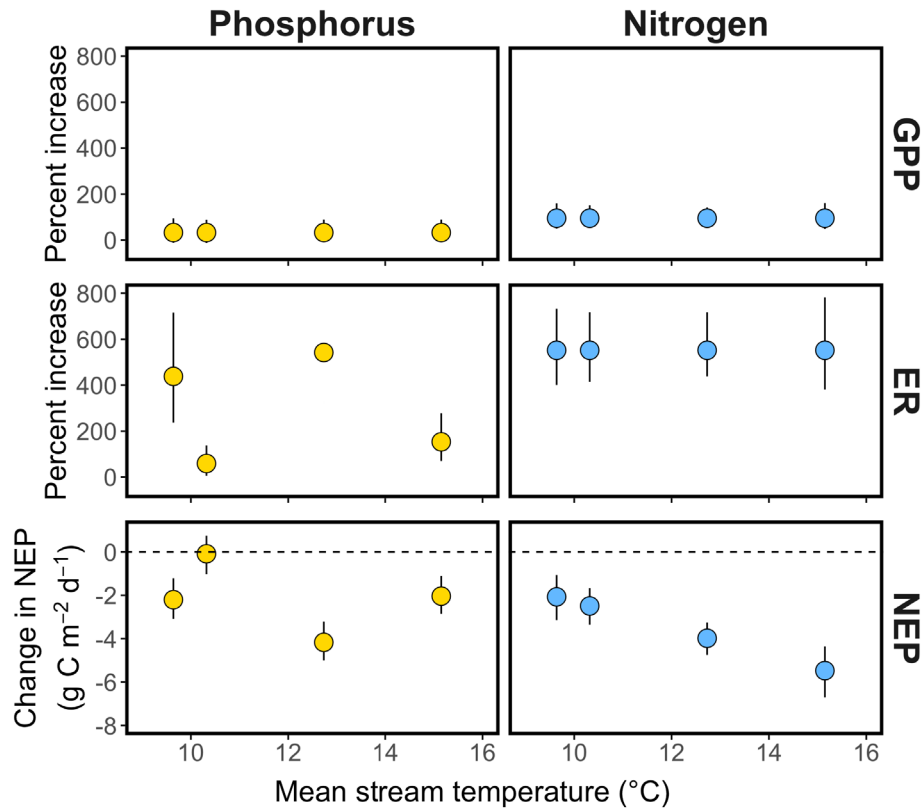 Phosphorus
Nitrogen
Percent increase
800
600
400
200
0
GPP
Percent increase
800
600
400
200
0
ER
Change in NEP
(g C m⁻² d⁻¹)
0
-2
-4
-6
-8
NEP
10 12 14 16
10 12 14 16
Mean stream temperature (°C)